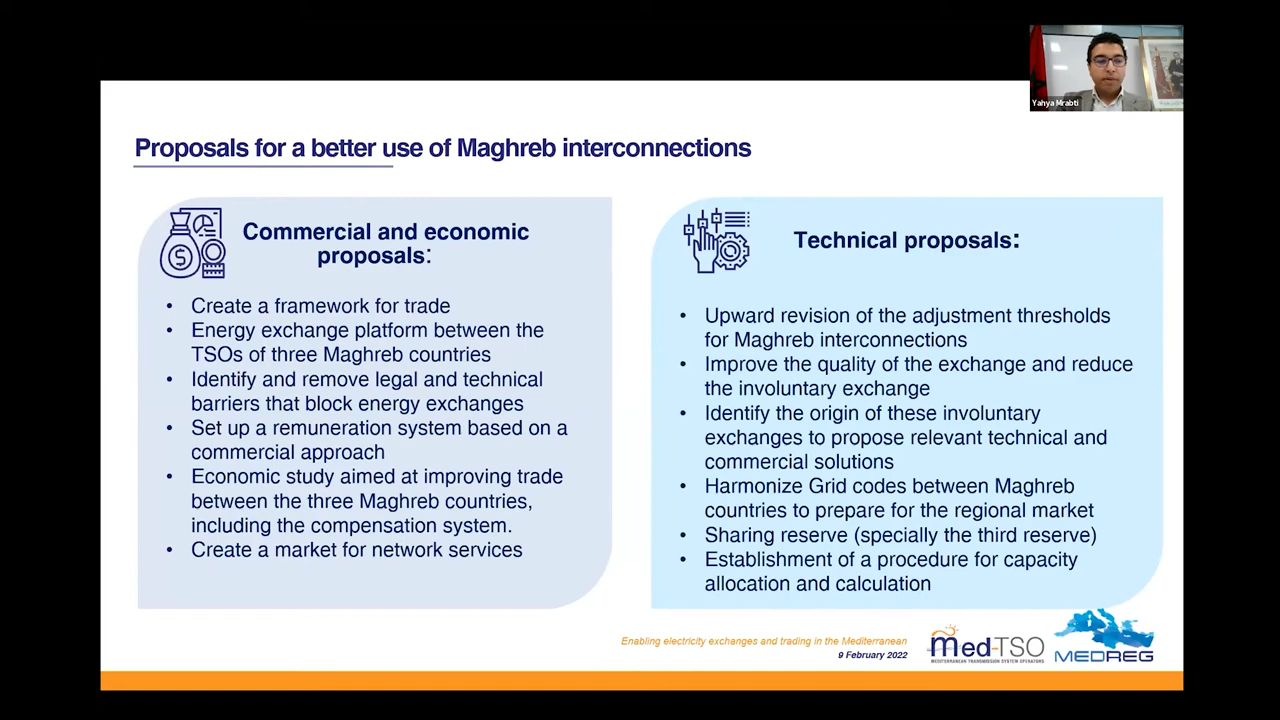 Yahya Mrabti
Proposals for a better use of Maghreb interconnections
Commercial and economic
proposals:
• Create a framework for trade
• Energy exchange platform between the
TSOs of three Maghreb countries
• Identify and remove legal and technical
barriers that block energy exchanges
• Set up a remuneration system based on a
commercial approach
• Economic study aimed at improving trade
between the three Maghreb countries,
including the compensation system.
• Create a market for network services
Technical proposals:
• Upward revision of the adjustment thresholds
for Maghreb interconnections
• Improve the quality of the exchange and reduce
the involuntary exchange
• Identify the origin of these involuntary
exchanges to propose relevant technical and
commercial solutions
• Harmonize Grid codes between Maghreb
countries to prepare for the regional market
• Sharing reserve (specially the third reserve)
• Establishment of a procedure for capacity
allocation and calculation
Enabling electricity exchanges and trading in the Mediterranean
9 February 2022
Med-TSO
MEDITERRANEAN TRANSMISSION SYSTEM OPERATORS
MEDREG